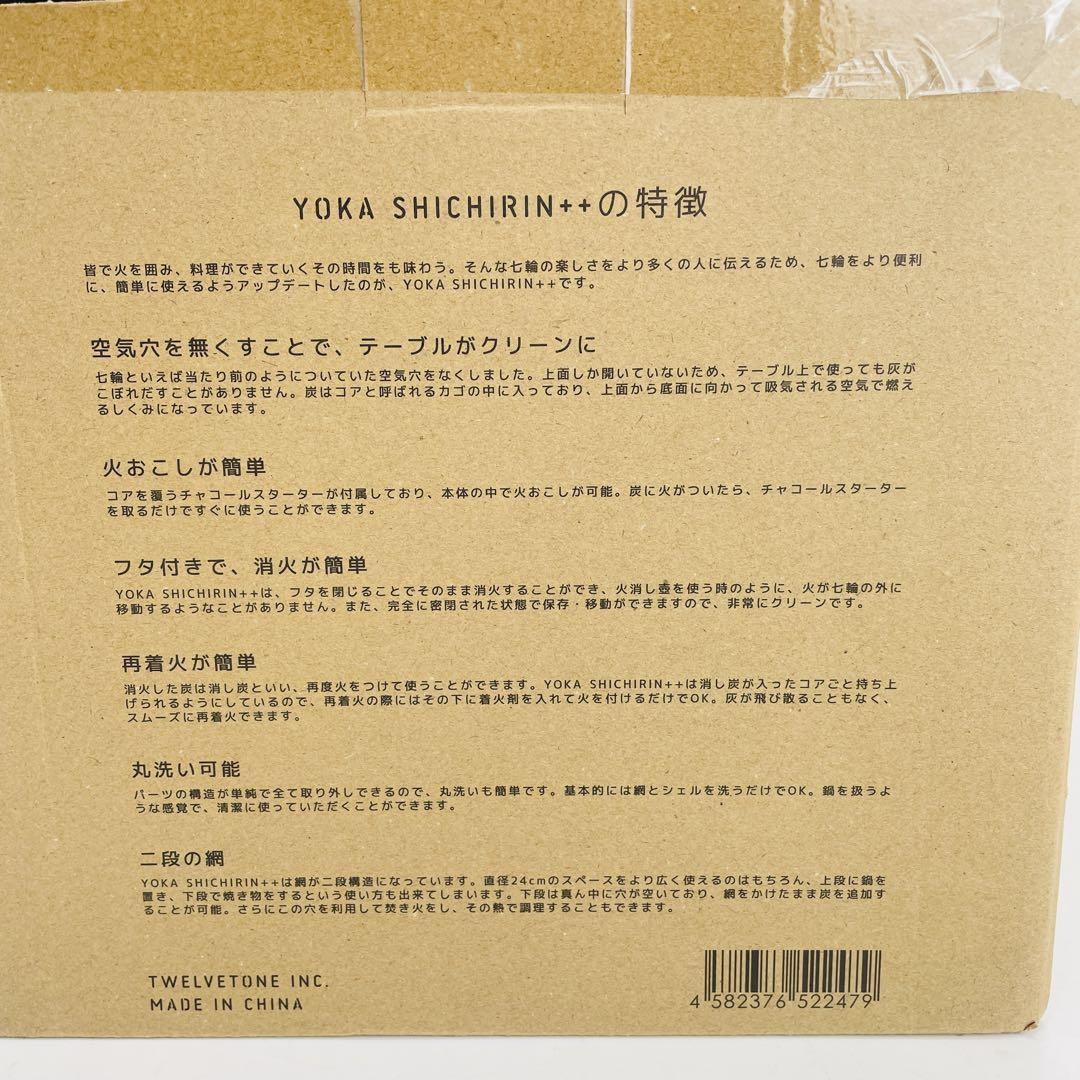 YOKA SHICHIRIN++の特徴
皆で火を囲み、料理ができていくその時間をも味わう。そんな七輪の楽しさをより多くの人に伝えるため、七輪をより便利
に、簡単に使えるようアップデートしたのが、YOKA SHICHIRIN++です。
空気穴を無くすことで、テーブルがクリーンに
七輪といえば当たり前のようについていた空気穴をなくしました。上面しか開いていないため、テーブル上で使っても灰が
こぼれだすことがありません。炭はコアと呼ばれるカゴの中に入っており、上面から底面に向かって吸気される空気で燃え
るしくみになっています。
火おこしが簡単
コアを覆うチャコールスターターが付属しており、本体の中で火おこしが可能。炭に火がついたら、チャコールスターター
を取るだけですぐに使うことができます。
フタ付きで、消火が簡単
YOKA SHICHIRIN++は、フタを閉じることでそのまま消火することができ、火消し壺を使う時のように、火が七輪の外に
移動するようなことがありません。また、完全に密閉された状態で保存・移動ができますので、非常にクリーンです。
再着火が簡単
消火した炭は消し炭といい、再度火をつけて使うことができます。YOKA SHICHIRIN++は消し炭が入ったコアごと持ち上
げられるようにしているので、再着火の際にはその下に着火剤を入れて火を付けるだけでOK。灰が飛び散ることもなく、
スムーズに再着火できます。
丸洗い可能
パーツの構造が単純で全て取り外しできるので、丸洗いも簡単です。基本的には網とシェルを洗うだけでOK。鍋を扱うよ
うな感覚で、清潔に使っていただくことができます。
二段の網
YOKA SHICHIRIN++は網が二段構造になっています。直径24cmのスペースをより広く使えるのはもちろん、上段に鍋を
置き、下段で焼き物をするという使い方も出来てしまいます。下段は真ん中に穴が空いており、網をかけたまま炭を追加す
ることが可能。さらにこの穴を利用して焚き火をし、その熱で調理することもできます。
TWELVETONE INC.
MADE IN CHINA
4 582376 522479